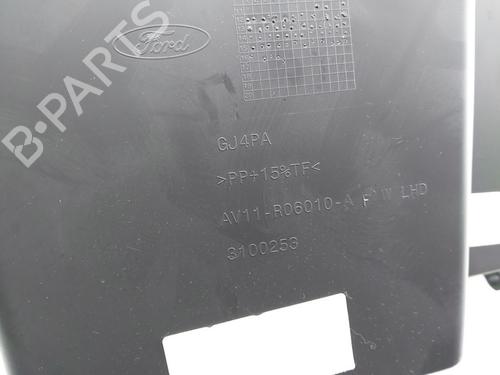 B-PARTS
Ford
GJ4PA
>PP+15%TF<
AV11-R06010-A F W LHD
3100253